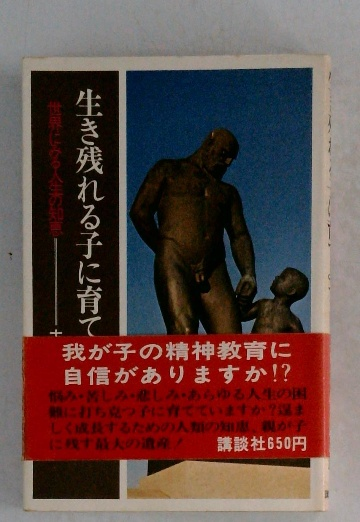 生き残れる子に育て
世界にみる人生の知恵
我が子の精神教育に
自信がありますか!?
悩み・苦しみ・悲しみ・あらゆる人生の困
難に打ち克つ子に育てていますか?逞ま
しく成長するための人類の知恵、親が子
に残す最大の遺産!
講談社650円